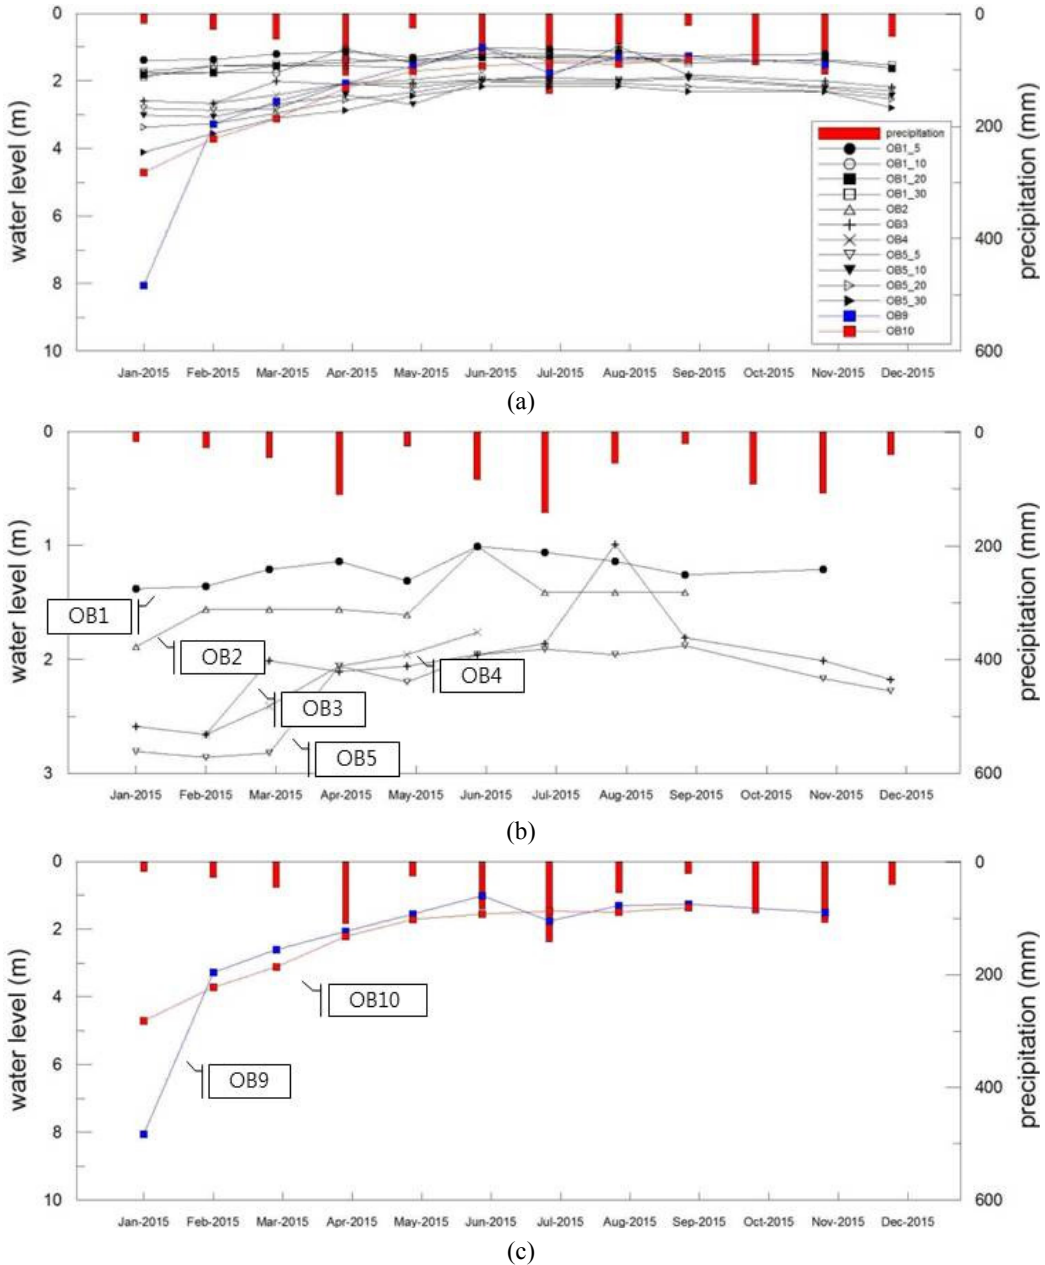 0 0
2
4
6
8
10
water level (m)
200
400
600
precipitation (mm)
precipitation
OB1_5
OB1_10
OB1_20
OB1_30
OB2
OB3
OB4
OB5_5
OB5_10
OB5_20
OB5_30
OB9
OB10
Jan-2015 Feb-2015 Mar-2015 Apr-2015 May-2015 Jun-2015 Jul-2015 Aug-2015 Sep-2015 Oct-2015 Nov-2015 Dec-2015
(a)
0 0
1
2
3
water level (m)
200
400
600
precipitation (mm)
OB1
OB2
OB3
OB4
OB5
Jan-2015 Feb-2015 Mar-2015 Apr-2015 May-2015 Jun-2015 Jul-2015 Aug-2015 Sep-2015 Oct-2015 Nov-2015 Dec-2015
(b)
0 0
2
4
6
8
10
water level (m)
200
400
600
precipitation (mm)
OB10
OB9
Jan-2015 Feb-2015 Mar-2015 Apr-2015 May-2015 Jun-2015 Jul-2015 Aug-2015 Sep-2015 Oct-2015 Nov-2015 Dec-2015
(c)